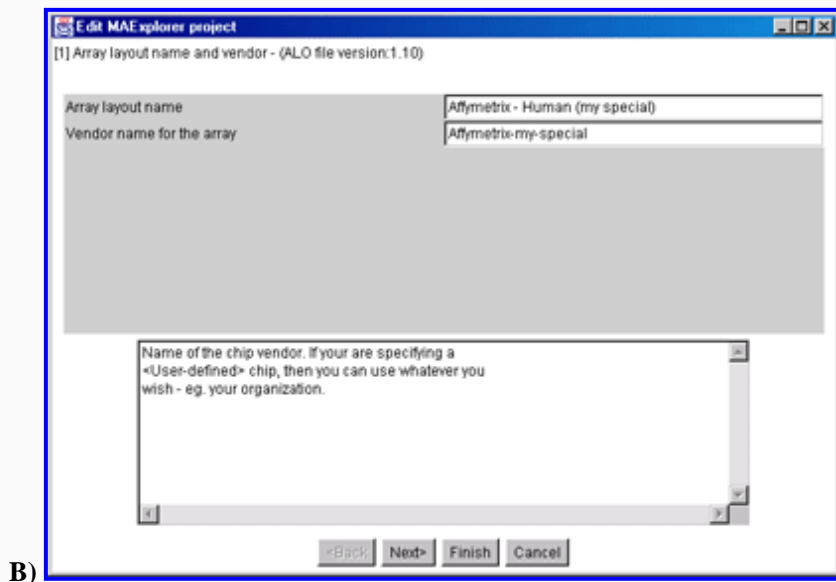 Edit MAExplorer project
[1] Array layout name and vendor - (ALO file version:1.10)
Array layout name Affymetrix - Human (my special)
Vendor name for the array Affymetrix-my-special
Name of the chip vendor. If your are specifying a
<User-defined> chip, then you can use whatever you
wish - eg. your organization.
<Back Next> Finish Cancel
B)